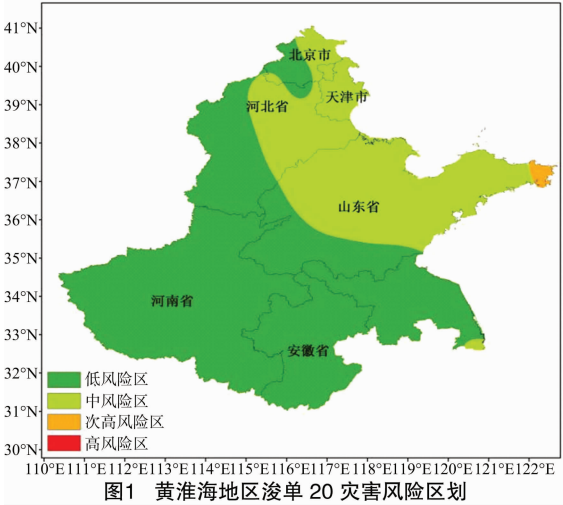 41°N
40°N
39°N
38°N
37°N
36°N
35°N
34°N
33°N
32°N
31°N
30°N
北京市
天津市
河北省
山东省
河南省
安徽省
低风险区
中风险区
次高风险区
高风险区
110°E 111°E 112°E 113°E 114°E 115°E 116°E 117°E 118°E 119°E 120°E 121°E 122°E
图1 黄淮海地区浚单 20 灾害风险区划